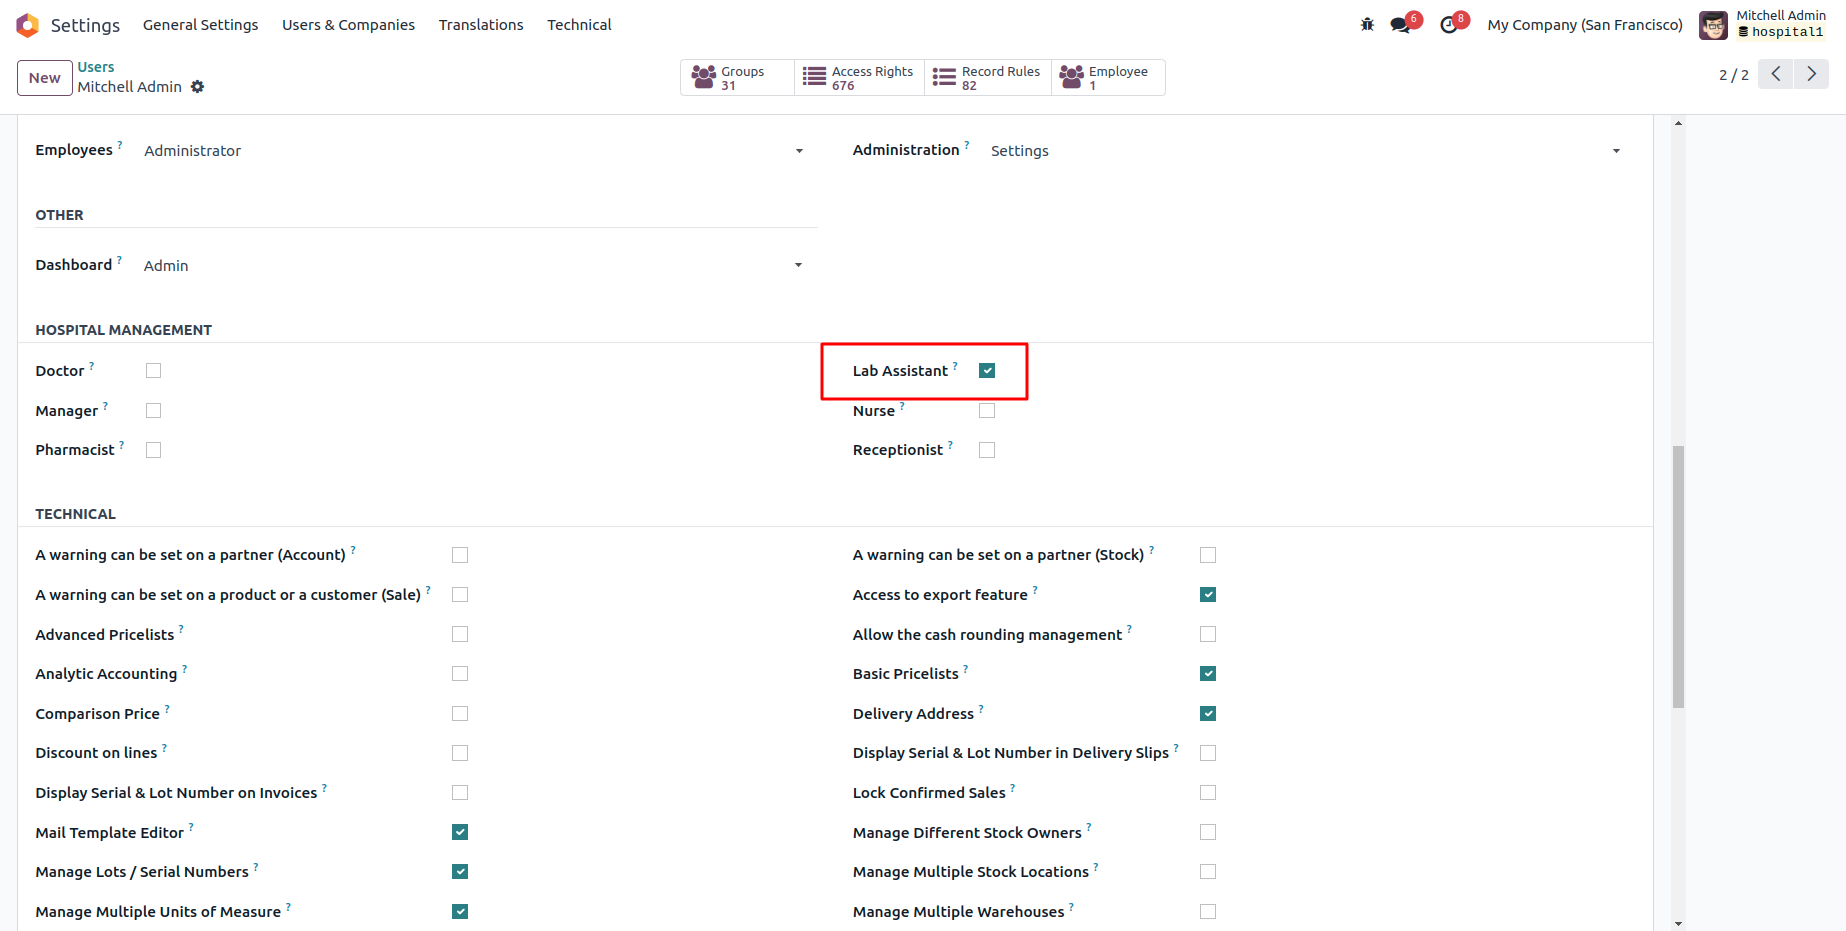 Settings General Settings Users & Companies Translations Technical 6 8 My Company (San Francisco) Mitchell Admin
hospital1
New Users
Mitchell Admin
Groups 31 Access Rights 676 Record Rules 82 Employee 1
2 / 2
Employees ? Administrator Administration ? Settings
OTHER
Dashboard ? Admin
HOSPITAL MANAGEMENT
Doctor ? Lab Assistant ?
Manager ? Nurse ?
Pharmacist ? Receptionist ?
TECHNICAL
A warning can be set on a partner (Account) ? A warning can be set on a partner (Stock) ?
A warning can be set on a product or a customer (Sale) ? Access to export feature ?
Advanced Pricelists ? Allow the cash rounding management ?
Analytic Accounting ? Basic Pricelists ?
Comparison Price ? Delivery Address ?
Discount on lines ? Display Serial & Lot Number in Delivery Slips ?
Display Serial & Lot Number on Invoices ? Lock Confirmed Sales ?
Mail Template Editor ? Manage Different Stock Owners ?
Manage Lots / Serial Numbers ? Manage Multiple Stock Locations ?
Manage Multiple Units of Measure ? Manage Multiple Warehouses ?